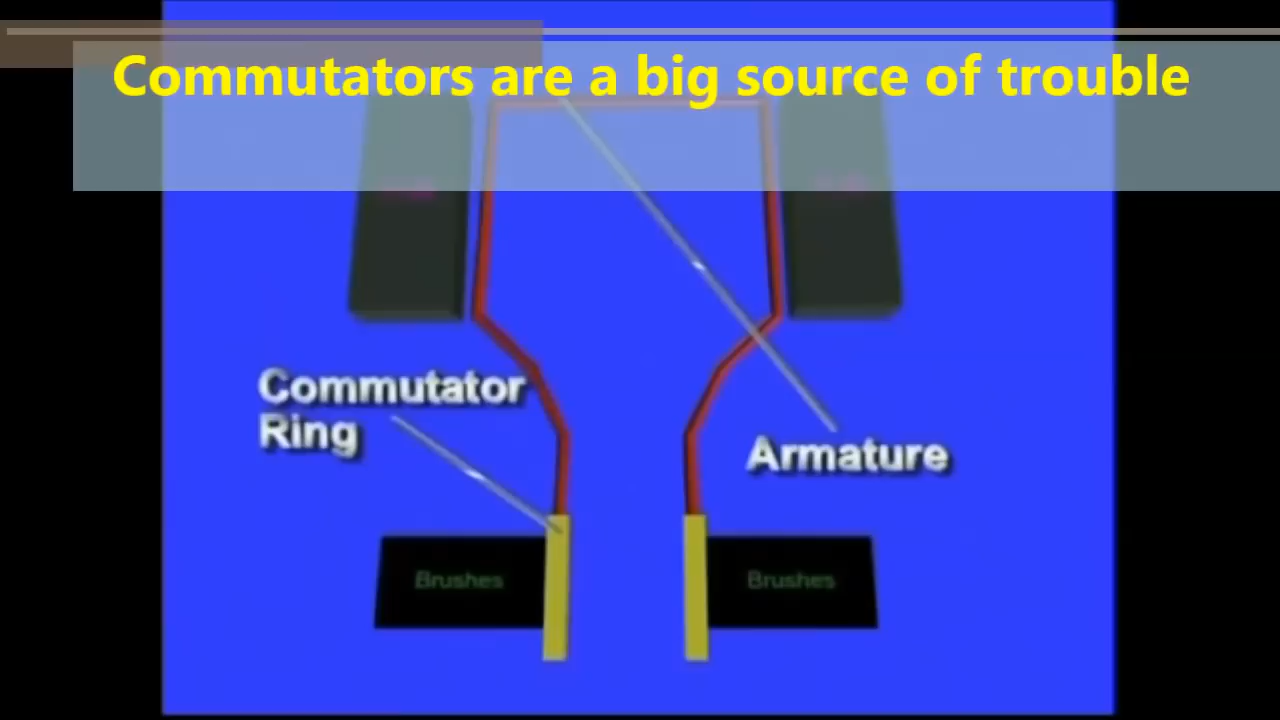 Commutators are a big source of trouble
Commutator
Ring
Armature
Brushes
Brushes